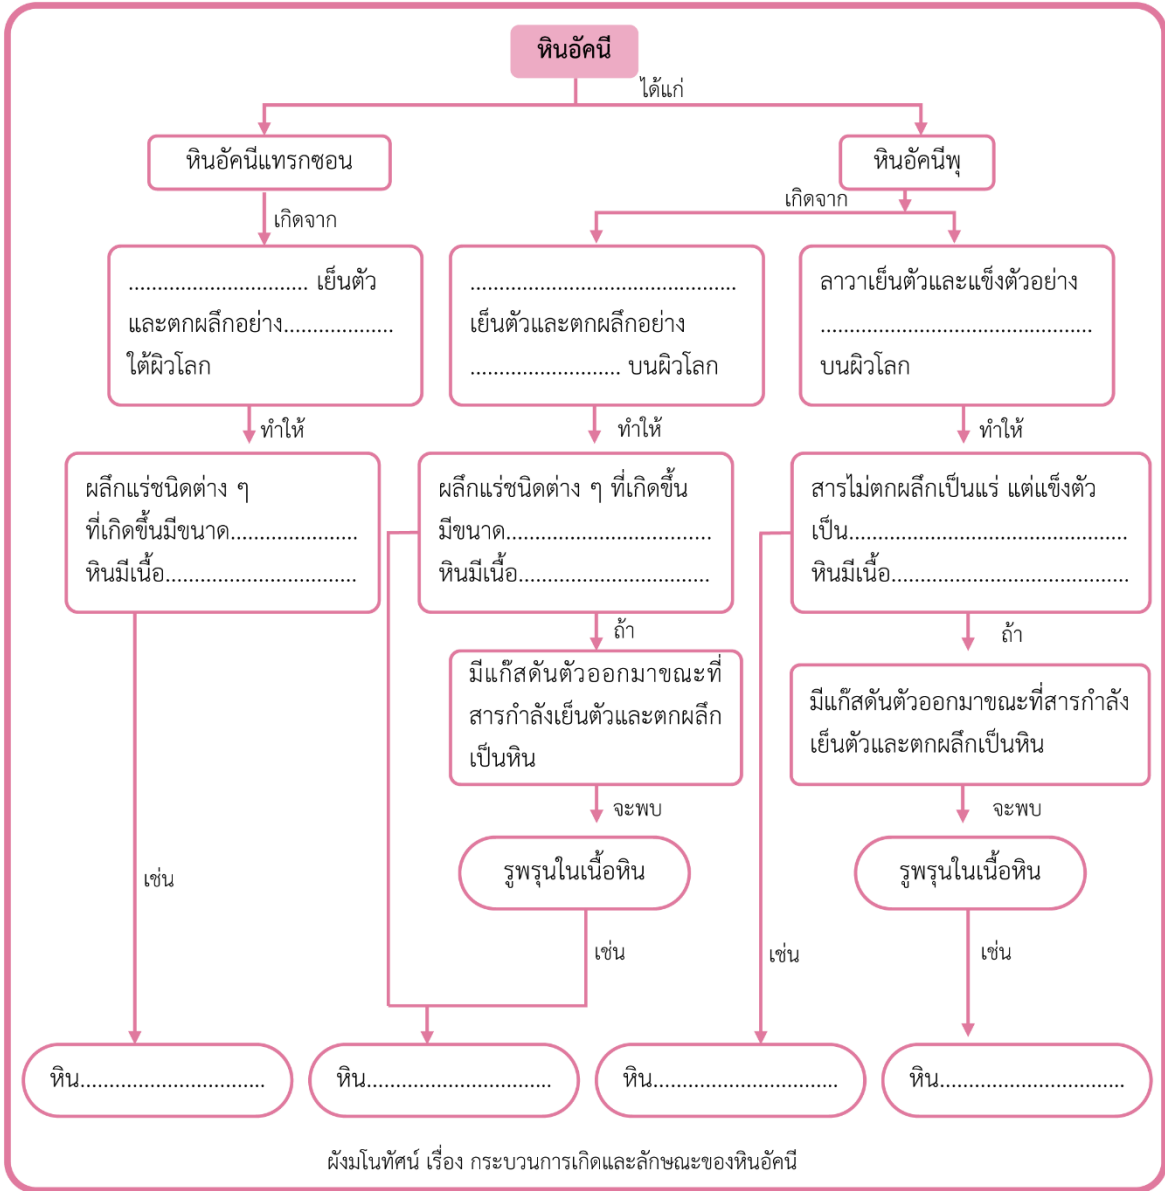 หินอัคนี
ได้แก่
หินอัคนีแทรกซอน
หินอัคนีพุ
เกิดจาก
เกิดจาก
............................... เย็นตัว
และตกผลึกอย่าง...................
ใต้ผิวโลก
..............................................
เย็นตัวและตกผลึกอย่าง
.......................... บนผิวโลก
ลาวาเย็นตัวและแข็งตัวอย่าง
...............................................
บนผิวโลก
ทำให้
ทำให้
ทำให้
ผลึกแร่ชนิดต่าง ๆ
ที่เกิดขึ้นมีขนาด......................
หินมีเนื้อ.................................
ผลึกแร่ชนิดต่าง ๆ ที่เกิดขึ้น
มีขนาด....................................
หินมีเนื้อ.................................
สารไม่ตกผลึกเป็นแร่ แต่แข็งตัว
เป็น................................................
หินมีเนื้อ.........................................
ถ้า
ถ้า
มีแก๊สดันตัวออกมาขณะที่
สารกำลังเย็นตัวและตกผลึก
เป็นหิน
มีแก๊สดันตัวออกมาขณะที่สารกำลัง
เย็นตัวและตกผลึกเป็นหิน
จะพบ
จะพบ
รูพรุนในเนื้อหิน
รูพรุนในเนื้อหิน
เช่น
เช่น
เช่น
เช่น
หิน................................
หิน................................
หิน................................
หิน................................
ผังมโนทัศน์ เรื่อง กระบวนการเกิดและลักษณะของหินอัคนี